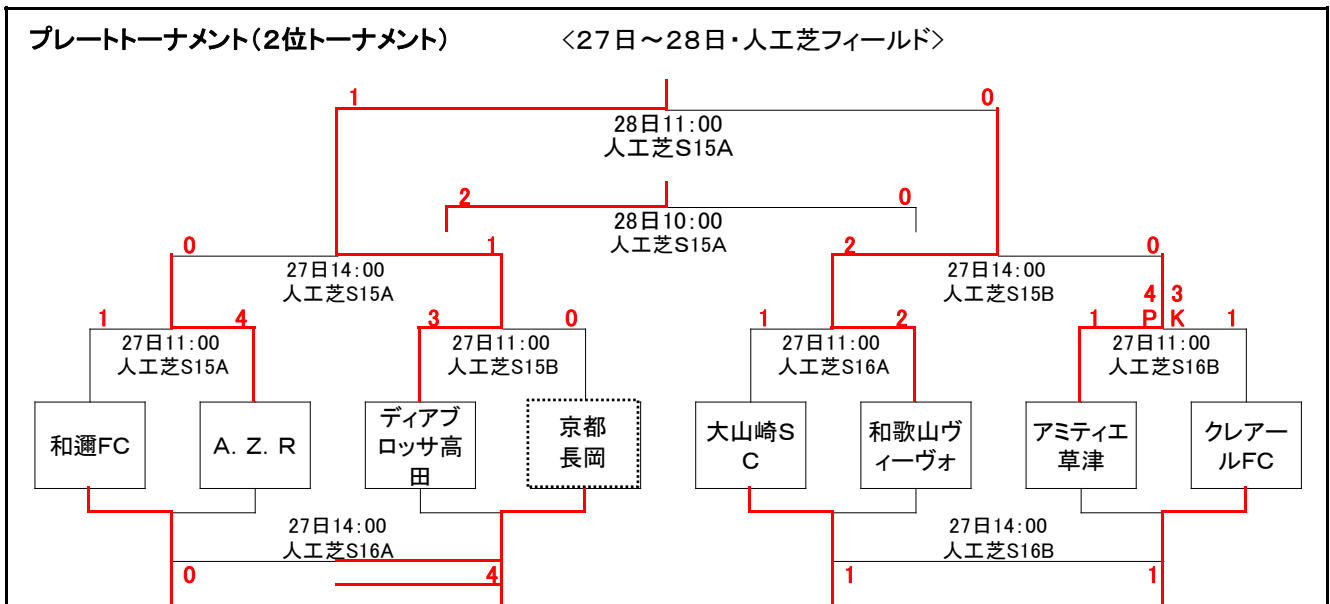 プレートトーナメント（２位トーナメント）　＜２７日～２８日・人工芝フィールド＞
1 0
28日11：00
人工芝S15A
2 0
28日10：00
人工芝S15A
0 1 2 0
27日14：00 27日14：00
人工芝S15A 人工芝S15B
4 3
1 4 3 0 1 2 1 P K 1
27日11：00 27日11：00 27日11：00 27日11：00
人工芝S15A 人工芝S15B 人工芝S16A 人工芝S16B
和邇FC
Ａ．Ｚ．Ｒ
ディアブ
ロッサ高
田
京都
長岡
大山崎S
C
和歌山ヴ
ィーヴォ
アミティエ
草津
クレアー
ルFC
27日14：00 27日14：00
人工芝S16A 人工芝S16B
0 4 1 1